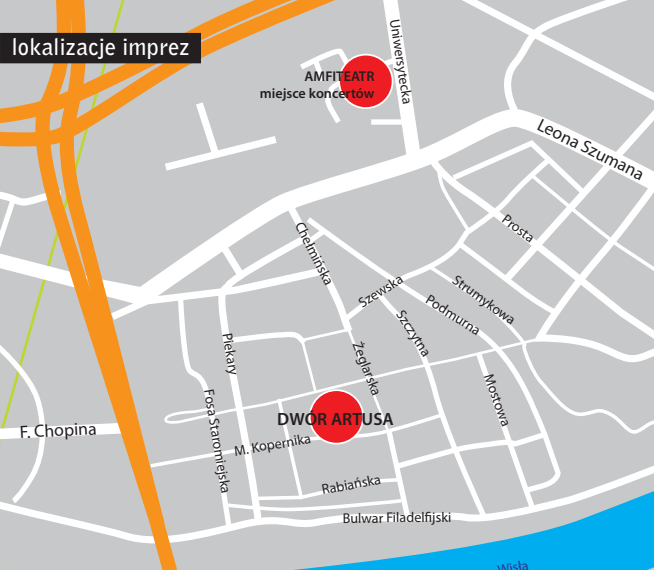 lokalizacje imprez
AMFITEATR
miejsce koncertów
Uniwersytecka
Leona Szumana
Prosta
Chełmińska
Szewska
Strumykowa
Podmurna
Szczytna
Piekary
Żeglarska
Mostowa
Fosa Staromiejska
DWÓR ARTUSA
F. Chopina
M. Kopernika
Rabiańska
Bulwar Filadelfijski
Wisła